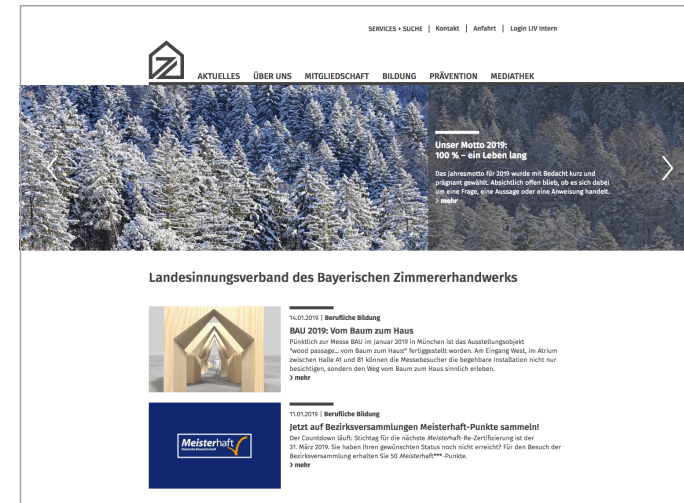 SERVICES + SUCHE | Kontakt | Anfahrt | Login LIV Intern
AKTUELLES ÜBER UNS MITGLIEDSCHAFT BILDUNG PRÄVENTION MEDIATHEK
Unser Motto 2019:
100 % – ein Leben lang
Das Jahresmotto für 2019 wurde mit Bedacht kurz und
prägnant gewählt. Absichtlich offen blieb, ob es sich dabei
um eine Frage, eine Aussage oder eine Anweisung handelt.
> mehr
Landesinnungsverband des Bayerischen Zimmererhandwerks
14.01.2019 | Berufliche Bildung
BAU 2019: Vom Baum zum Haus
Pünktlich zur Messe BAU im Januar 2019 in München ist das Ausstellungsobjekt
"wood passage... vom Baum zum Haus!" fertiggestellt worden. Am Eingang West, im Atrium
zwischen Halle A1 und B1 können die Messebesucher die begehbare Installation nicht nur
besichtigen, sondern den Weg vom Baum zum Haus sinnlich erleben.
> mehr
Meisterhaft
Deutsche Bauwirtschaft
11.01.2019 | Berufliche Bildung
Jetzt auf Bezirksversammlungen Meisterhaft-Punkte sammeln!
Der Countdown läuft: Stichtag für die nächste Meisterhaft-Re-Zertifizierung ist der
31. März 2019. Sie haben Ihren gewünschten Status noch nicht erreicht? Für den Besuch der
Bezirksversammlung erhalten Sie 50 Meisterhaft***-Punkte.
> mehr